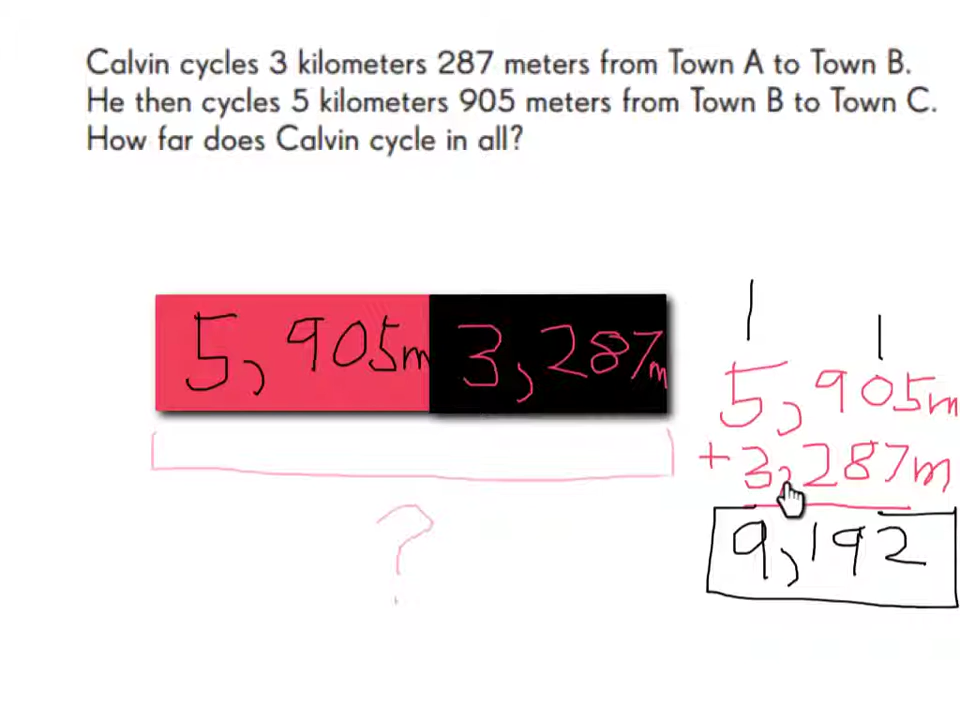 Calvin cycles 3 kilometers 287 meters from Town A to Town B.
He then cycles 5 kilometers 905 meters from Town B to Town C.
How far does Calvin cycle in all?
5,905m 3,287m
?
1 1
5,905m
+3,287m
9,192